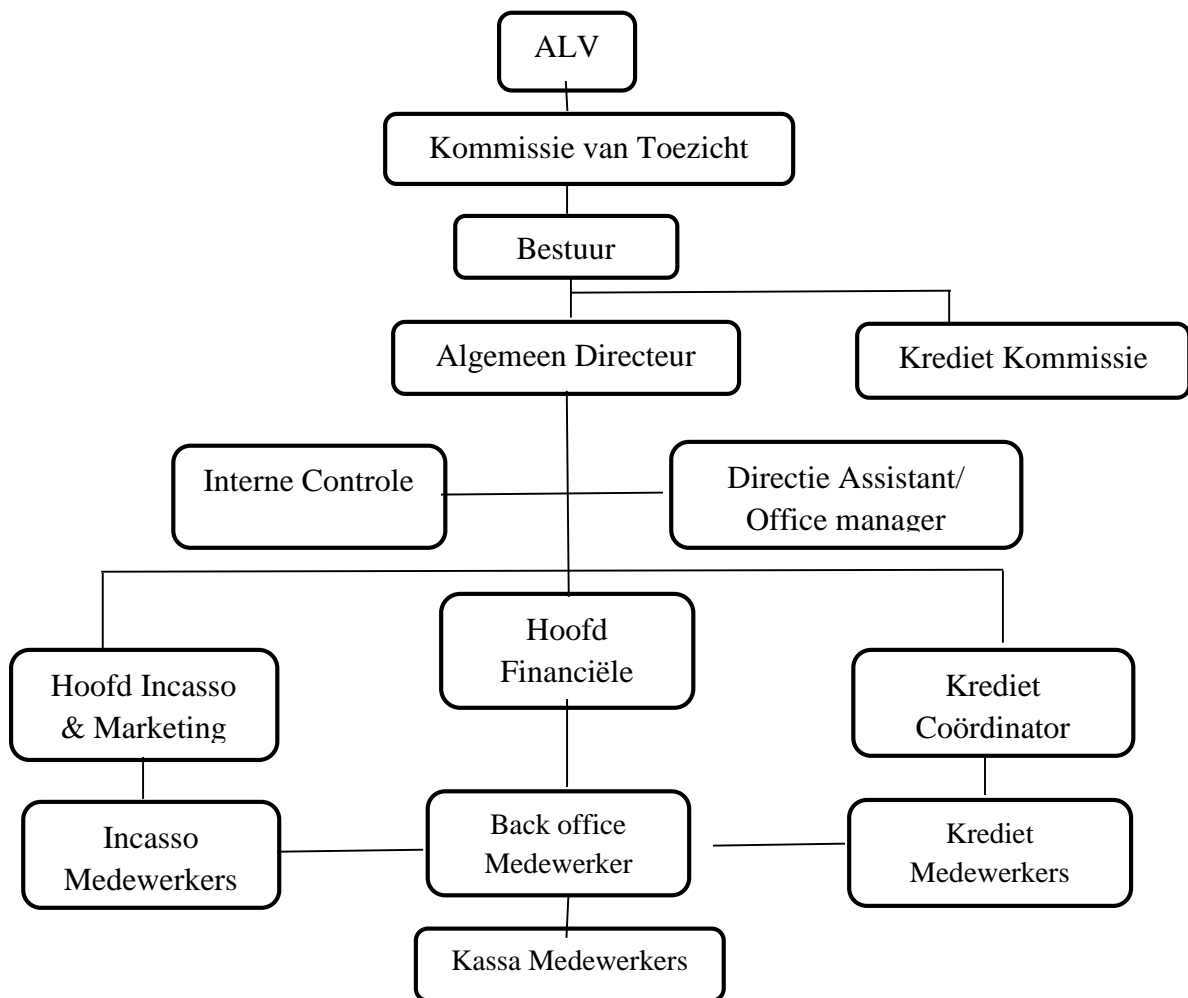 ALV
Kommissie van Toezicht
Bestuur
Algemeen Directeur
Krediet Kommissie
Interne Controle
Directie Assistant/
Office manager
Hoofd
Financiële
Hoofd Incasso
& Marketing
Krediet
Coördinator
Incasso
Medewerkers
Back office
Medewerker
Krediet
Medewerkers
Kassa Medewerkers